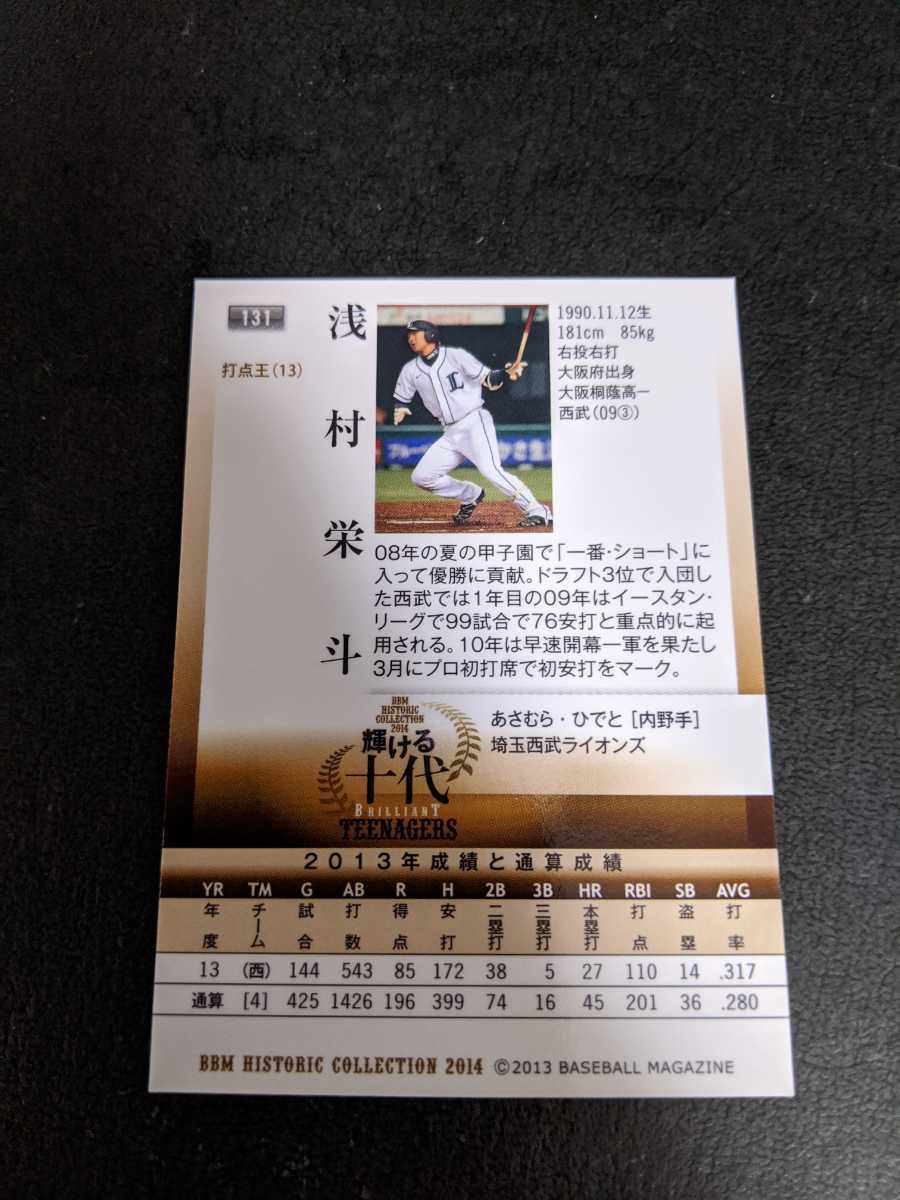 131
打点王(13)
浅村栄斗
1990.11.12生
181cm 85kg
右投右打
大阪府出身
大阪桐蔭高ー
西武(09③)
L
08年の夏の甲子園で「一番・ショート」に
入って優勝に貢献。ドラフト3位で入団し
た西武では1年目の09年はイースタン・
リーグで99試合で76安打と重点的に起
用される。10年は早速開幕一軍を果たし
3月にプロ初打席で初安打をマーク。
BBM
HISTORIC
COLLECTION
2014
輝ける
十代
BRILLIANT
TEENAGERS
あさむら・ひでと [内野手]
埼玉西武ライオンズ
2013年成績と通算成績
YR TM G AB R H 2B 3B HR RBI SB AVG
年度 チーム 試合 打数 得点 安打 二塁打 三塁打 本塁打 打点 盗塁 打率
13 (西) 144 543 85 172 38 5 27 110 14 .317
通算 [4] 425 1426 196 399 74 16 45 201 36 .280
BBM HISTORIC COLLECTION 2014 ©2013 BASEBALL MAGAZINE